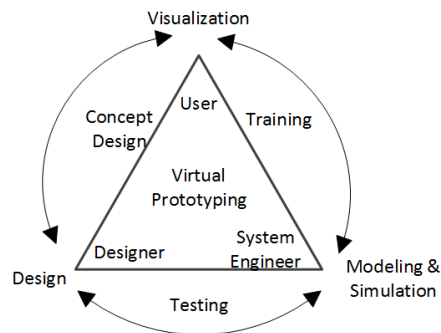 Visualization
User
Concept
Design
Training
Virtual
Prototyping
Designer
System
Engineer
Design
Modeling &
Simulation
Testing